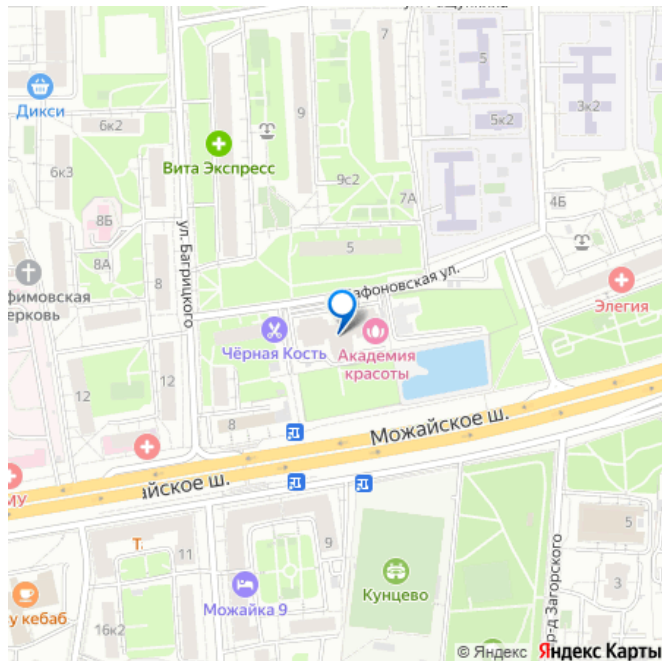 5
7
9
3к2
Дикси
5к2
6к2
Вита Экспресс
6к3
9с2
7А
4Б
8Б
ул. Багрицкого
5
8А
8
афоновская ул.
фимовская
ерковь
Элегия
Чёрная Кость
Академия
красоты
12
12
8
Можайское ш.
МУ
айское ш.
Т.
11
9
5
Кунцево
3
Можайка 9
р-д Загорского
у кебаб
16к2
© Яндекс Яндекс Карты